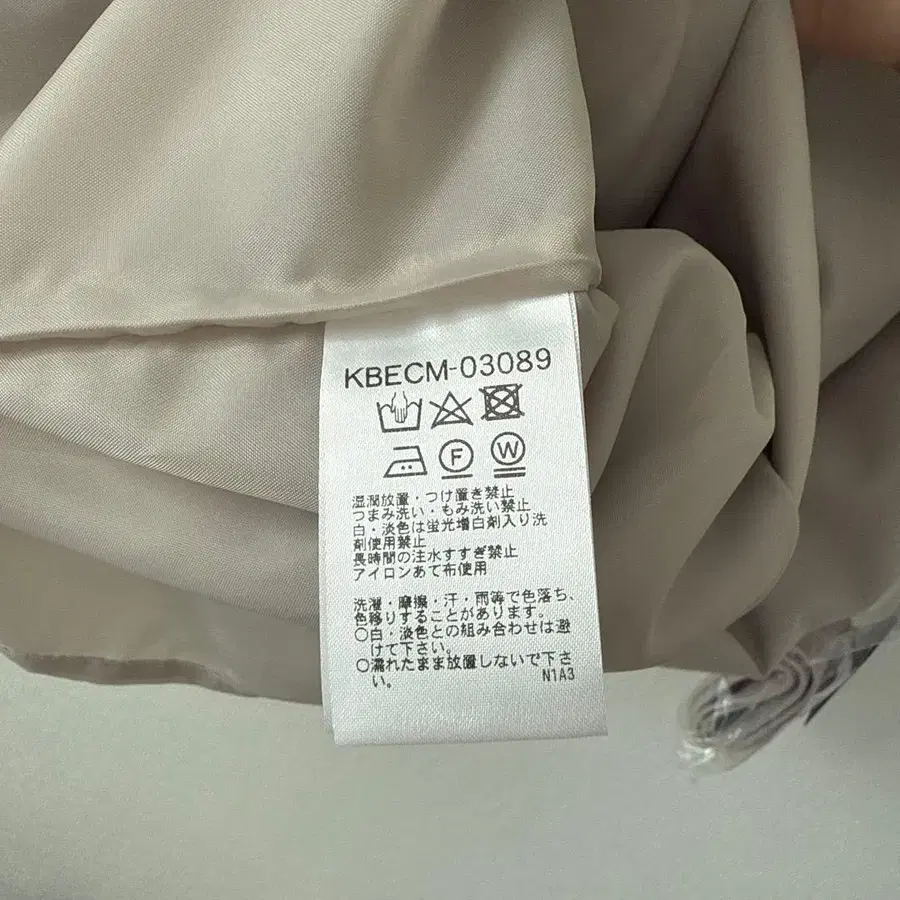 KBECM-03089
F W
湿潤放置・つけ置き禁止
つまみ洗い・もみ洗い禁止
白・淡色は蛍光増白剤入り洗
剤使用禁止
長時間の注水すすぎ禁止
アイロンあて布使用
洗濯・摩擦・汗・雨等で色落ち、
色移りすることがあります。
○白・淡色との組み合わせは避
けて下さい。
○濡れたまま放置しないで下さ
い。
N1A3